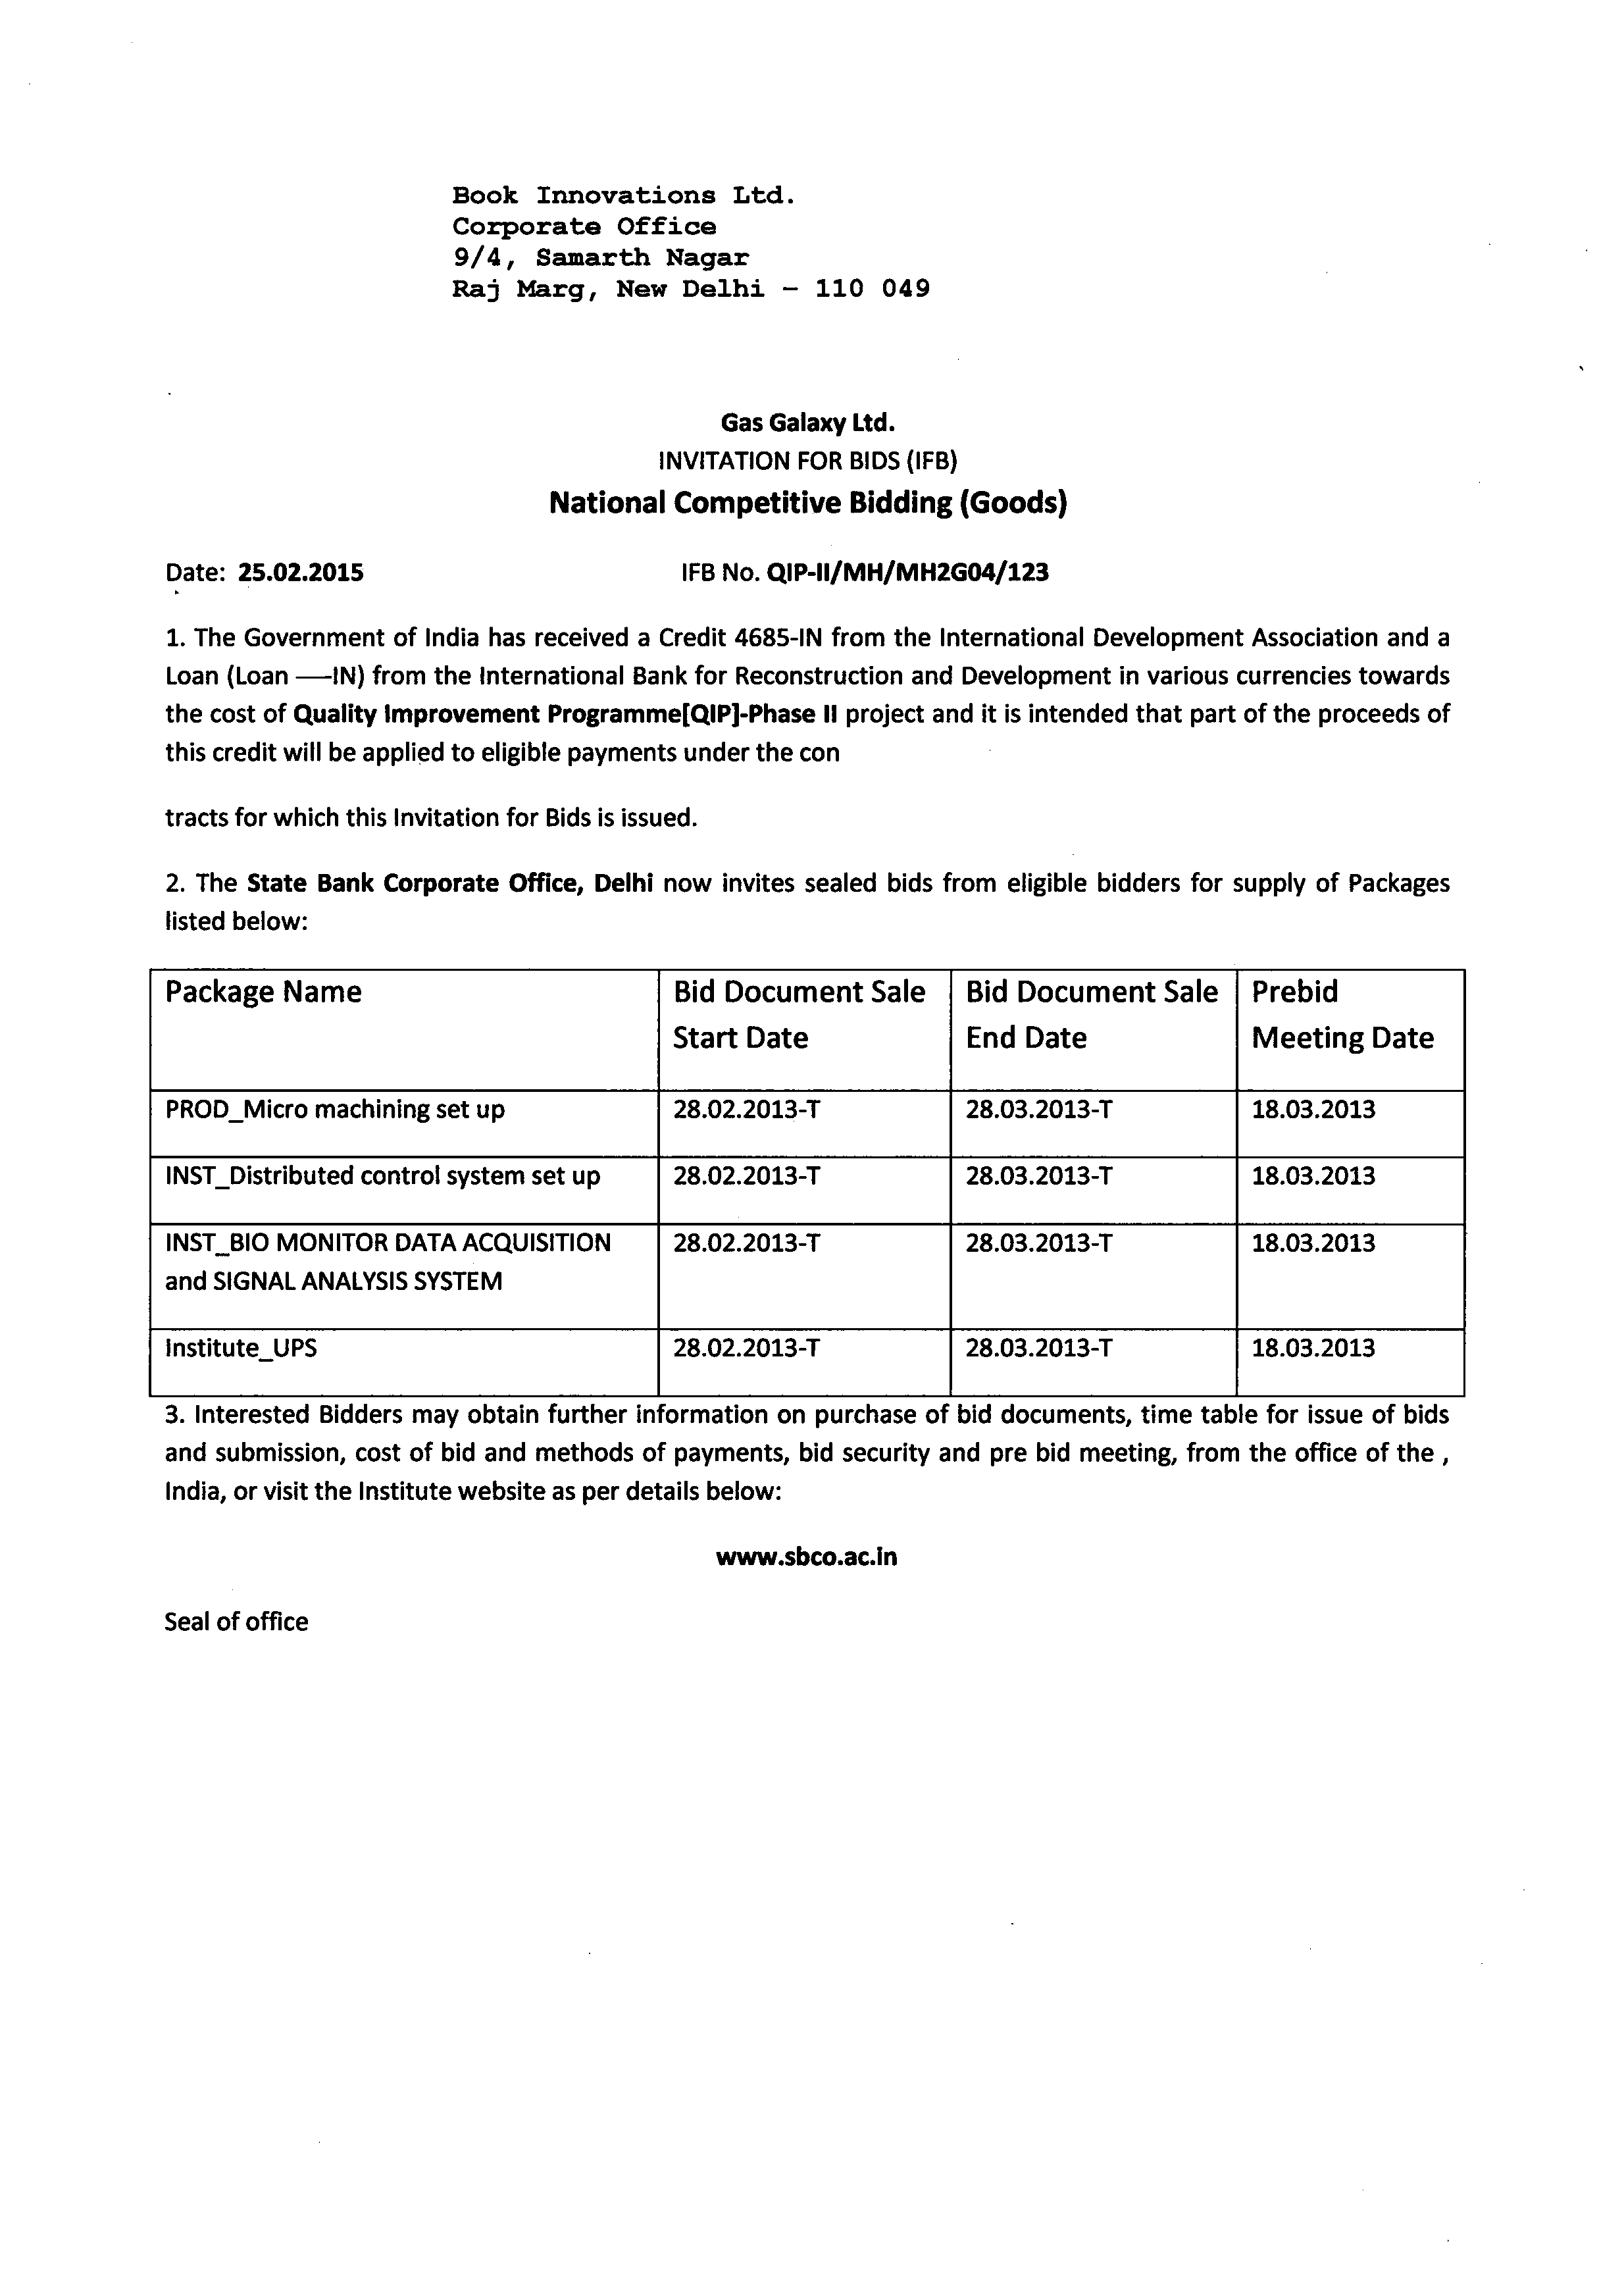 Book Innovations Ltd.
Corporate Office
9/4, Samarth Nagar
Raj Marg, New Delhi - 110 049
Gas Galaxy Ltd.
INVITATION FOR BIDS (IFB)
National Competitive Bidding (Goods)
Date: 25.02.2015 IFB No. QIP-II/MH/MH2G04/123
1. The Government of India has received a Credit 4685-IN from the International Development Association and a
Loan (Loan —-IN) from the International Bank for Reconstruction and Development in various currencies towards
the cost of Quality Improvement Programme[QIP]-Phase II project and it is intended that part of the proceeds of
this credit will be applied to eligible payments under the con
tracts for which this Invitation for Bids is issued.
2. The State Bank Corporate Office, Delhi now invites sealed bids from eligible bidders for supply of Packages
listed below:
Package Name Bid Document Sale Bid Document Sale Prebid
Start Date End Date Meeting Date
PROD_Micro machining set up 28.02.2013-T 28.03.2013-T 18.03.2013
INST_Distributed control system set up 28.02.2013-T 28.03.2013-T 18.03.2013
INST_BIO MONITOR DATA ACQUISITION 28.02.2013-T 28.03.2013-T 18.03.2013
and SIGNAL ANALYSIS SYSTEM
Institute_UPS 28.02.2013-T 28.03.2013-T 18.03.2013
3. Interested Bidders may obtain further information on purchase of bid documents, time table for issue of bids
and submission, cost of bid and methods of payments, bid security and pre bid meeting, from the office of the ,
India, or visit the Institute website as per details below:
www.sbco.ac.in
Seal of office